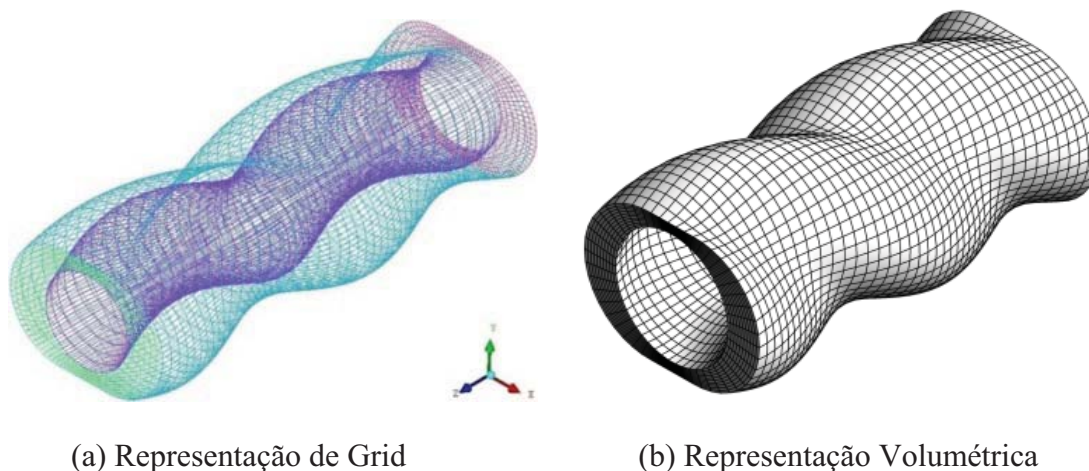 Y
Z
X
(a) Representação de Grid
(b) Representação Volumétrica